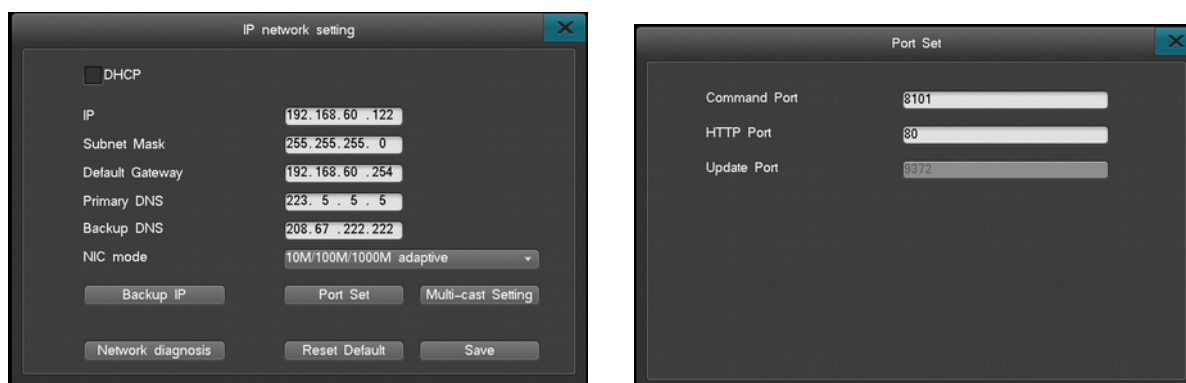 IP network setting
DHCP
IP 192.168.60 .122
Subnet Mask 255.255.255. 0
Default Gateway 192.168.60 .254
Primary DNS 223. 5 . 5 . 5
Backup DNS 208.67 .222.222
NIC mode 10M/100M/1000M adaptive
Backup IP Port Set Multi-cast Setting
Network diagnosis Reset Default Save
Port Set
Command Port 8101
HTTP Port 80
Update Port 9372